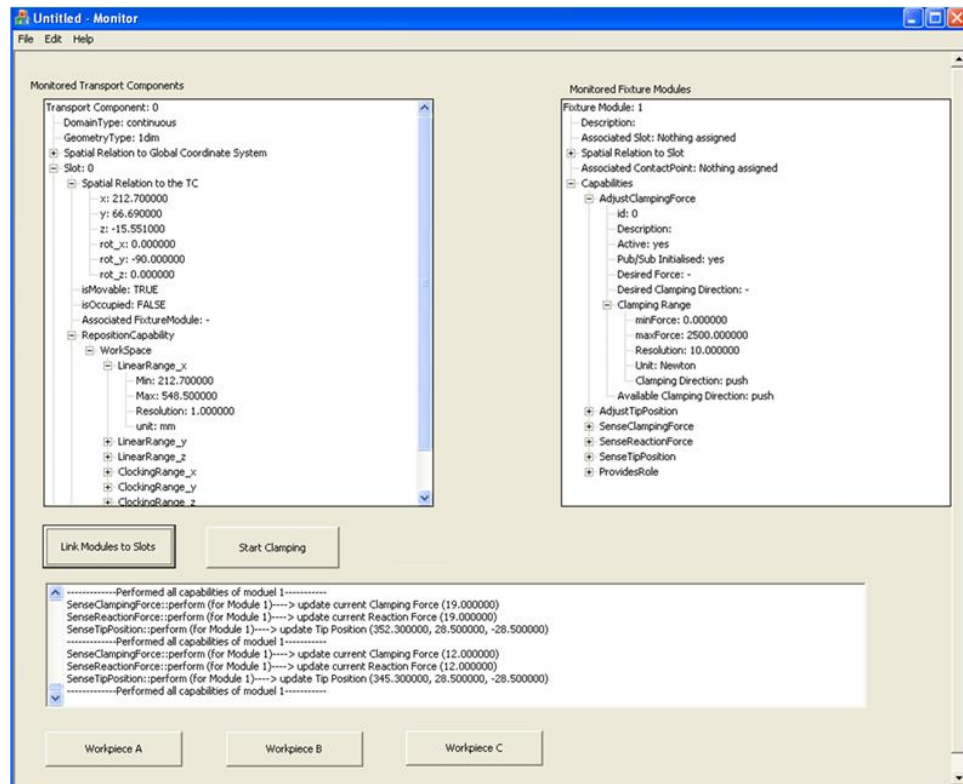 Untitled - Monitor
File Edit Help
Monitored Transport Components
Transport Component: 0
DomainType: continuous
GeometryType: 1dim
Spatial Relation to Global Coordinate System
Slot: 0
Spatial Relation to the TC
x: 212.700000
y: 66.690000
z: -15.551000
rot_x: 0.000000
rot_y: -90.000000
rot_z: 0.000000
isMovable: TRUE
isOccupied: FALSE
Associated FixtureModule: -
RepositionCapability
WorkSpace
LinearRange_x
Min: 212.700000
Max: 548.500000
Resolution: 1.000000
unit: mm
LinearRange_y
LinearRange_z
ClockingRange_x
ClockingRange_y
ClockingRange_z
Monitored Fixture Modules
Fixture Module: 1
Description:
Associated Slot: Nothing assigned
Spatial Relation to Slot
Associated ContactPoint: Nothing assigned
Capabilities
AdjustClampingForce
id: 0
Description:
Active: yes
Pub/Sub Initialised: yes
Desired Force: -
Desired Clamping Direction: -
Clamping Range
minForce: 0.000000
maxForce: 2500.000000
Resolution: 10.000000
Unit: Newton
Clamping Direction: push
Available Clamping Direction: push
AdjustTipPosition
SenseClampingForce
SenseReactionForce
SenseTipPosition
ProvidesRole
Link Modules to Slots
Start Clamping
-------------Performed all capabilities of moduel 1-----------
SenseClampingForce::perform (for Module 1)----> update current Clamping Force (19.000000)
SenseReactionForce::perform (for Module 1)----> update current Reaction Force (19.000000)
SenseTipPosition::perform (for Module 1)----> update Tip Position (352.300000, 28.500000, -28.500000)
-------------Performed all capabilities of moduel 1-----------
SenseClampingForce::perform (for Module 1)----> update current Clamping Force (12.000000)
SenseReactionForce::perform (for Module 1)----> update current Reaction Force (12.000000)
SenseTipPosition::perform (for Module 1)----> update Tip Position (345.300000, 28.500000, -28.500000)
-------------Performed all capabilities of moduel 1-----------
Workpiece A
Workpiece B
Workpiece C